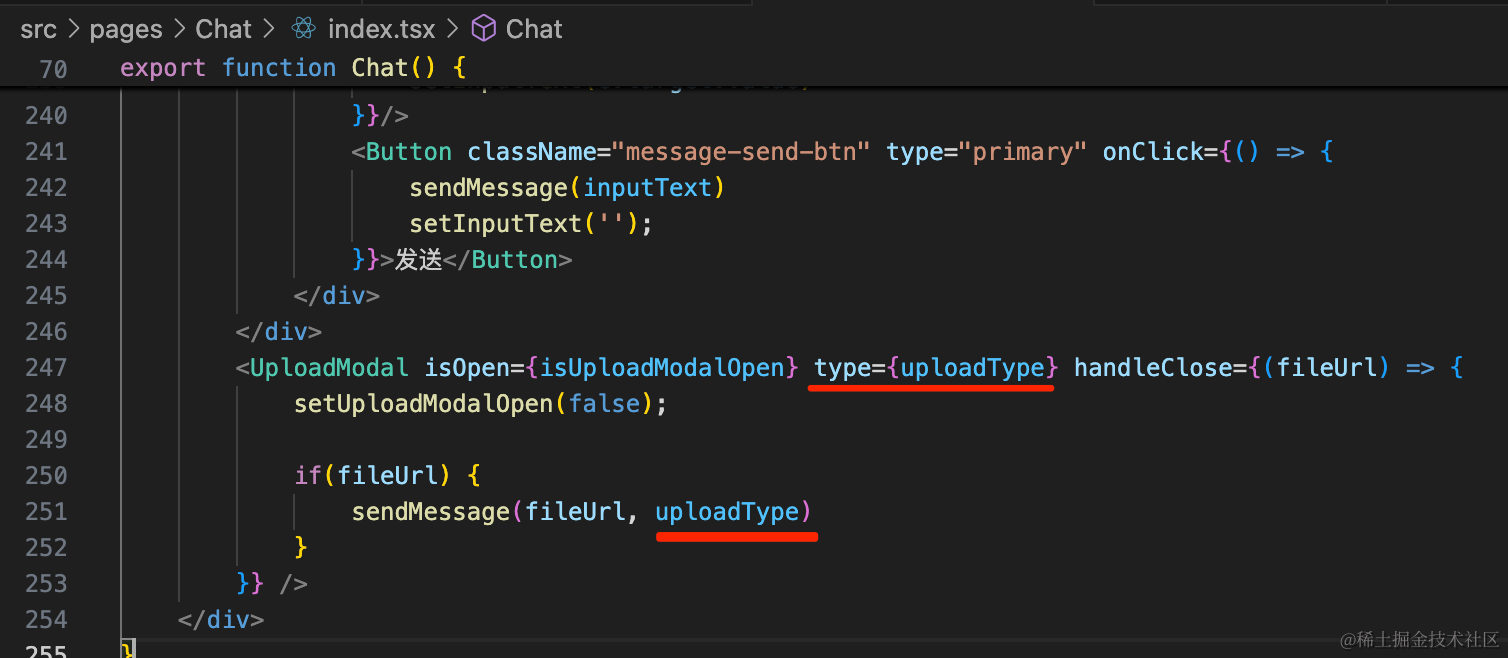 src > pages > Chat > index.tsx > Chat
70 export function Chat() {
240 }}/>
241 <Button className="message-send-btn" type="primary" onClick={() => {
242 sendMessage(inputText)
243 setInputText('');
244 }}>发送</Button>
245 </div>
246 </div>
247 <UploadModal isOpen={isUploadModalOpen} type={uploadType} handleClose={(fileUrl) => {
248 setUploadModalOpen(false);
249
250 if(fileUrl) {
251 sendMessage(fileUrl, uploadType)
252 }
253 }} />
254 </div>
255 }
@稀土掘金技术社区